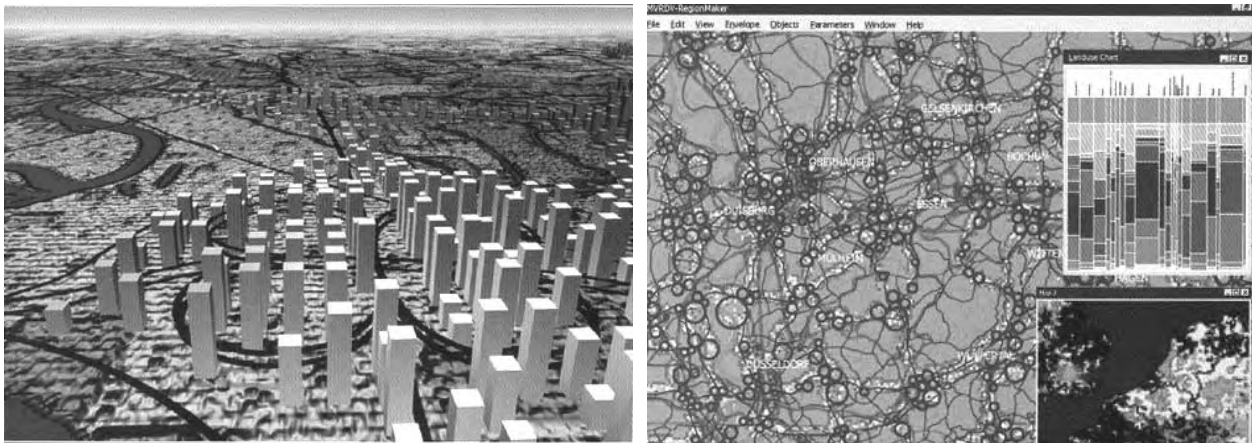 MVRDV-RegionMaker
File Edit View Envelope Objects Parameters Window Help
Landuse Chart
GELSENKIRCHEN
OBERHAUSEN
BOCHUM
DUISBURG
ESSEN
MÜLHEIM
WITTEN
HAGEN
WUPPERTAL
DÜSSELDORF